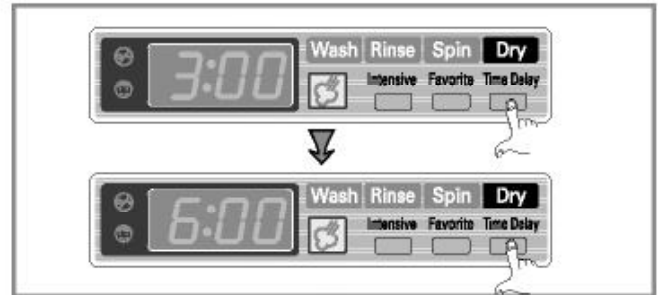 3:00
Wash Rinse Spin Dry
Intensive Favorite Time Delay
6:00
Wash Rinse Spin Dry
Intensive Favorite Time Delay